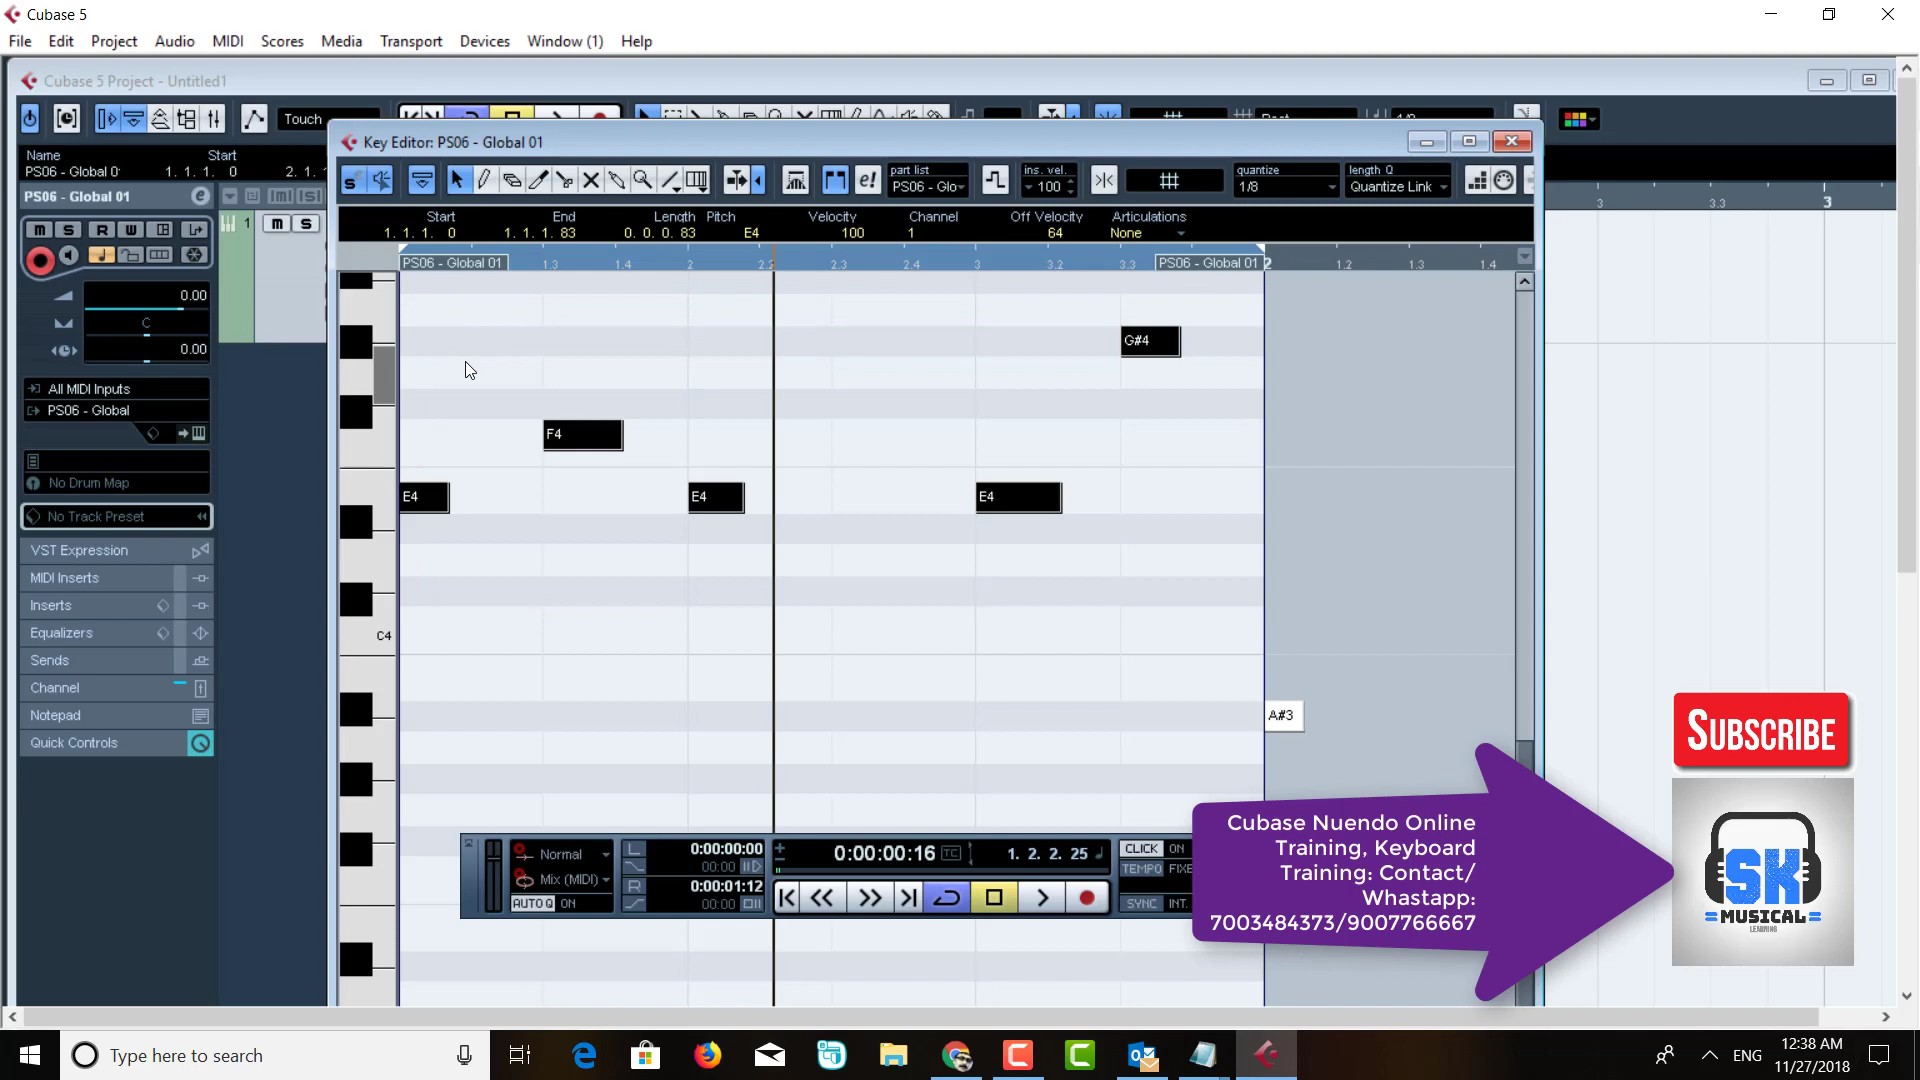 Cubase 5
File Edit Project Audio MIDI Scores Media Transport Devices Window (1) Help
Cubase 5 Project - Untitled1
Touch
Name Start
PS06 - Global 0 1. 1. 1. 0 2. 1.
Key Editor: PS06 - Global 01
ins. vel. 100
part list
PS06 - Glo
quantize
1/8
length Q
Quantize Link
Start End Length Pitch Velocity Channel Off Velocity Articulations
1. 1. 1. 0 1. 1. 1. 83 0. 0. 0. 83 E4 100 1 64 None
PS06 - Global 01 1.3 1.4 2 2.2 2.3 2.4 3 3.2 3.3 PS06 - Global 01 2 1.2 1.3 1.4
3 3.3 3
PS06 - Global 01
m S R W
1 m S
0.00
C
0.00
All MIDI Inputs
PS06 - Global
No Drum Map
No Track Preset
VST Expression
MIDI Inserts
Inserts
Equalizers
Sends
Channel
Notepad
Quick Controls
G#4
F4
E4 E4 E4
C4
A#3
Normal
Mix (MIDI)
AUTO Q ON
L 0:00:00:00
00:00
R 0:00:01:12
00:00
0:00:00:16 TC 1. 2. 2. 25
CLICK ON
TEMPO FIXE
SYNC INT.
SUBSCRIBE
Cubase Nuendo Online
Training, Keyboard
Training: Contact/
Whastapp:
7003484373/9007766667
SK
MUSICAL
LEARNING
Type here to search
ENG
12:38 AM
11/27/2018